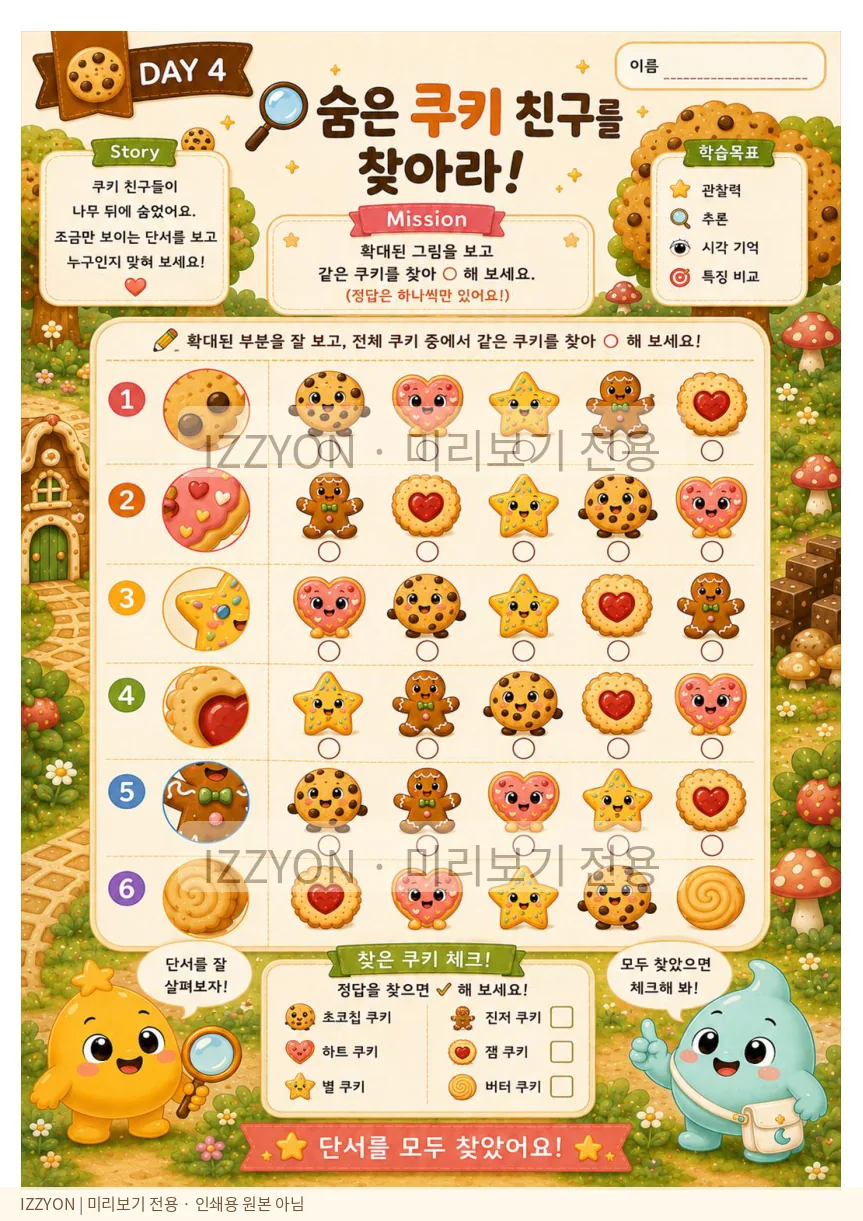 DAY 4
이름
숨은 쿠키 친구를
찾아라!
Story
쿠키 친구들이
나무 뒤에 숨었어요.
조금만 보이는 단서를 보고
누구인지 맞혀 보세요!
Mission
확대된 그림을 보고
같은 쿠키를 찾아 ○ 해 보세요.
(정답은 하나씩만 있어요!)
학습목표
관찰력
추론
시각 기억
특징 비교
확대된 부분을 잘 보고, 전체 쿠키 중에서 같은 쿠키를 찾아 ○ 해 보세요!
1
IZZYON · 미리보기 전용
2
3
4
5
IZZYON · 미리보기 전용
6
단서를 잘
살펴보자!
찾은 쿠키 체크!
정답을 찾으면 ✓ 해 보세요!
초코칩 쿠키
하트 쿠키
별 쿠키
진저 쿠키
잼 쿠키
버터 쿠키
모두 찾았으면
체크해 봐!
단서를 모두 찾았어요!
IZZYON | 미리보기 전용 · 인쇄용 원본 아님